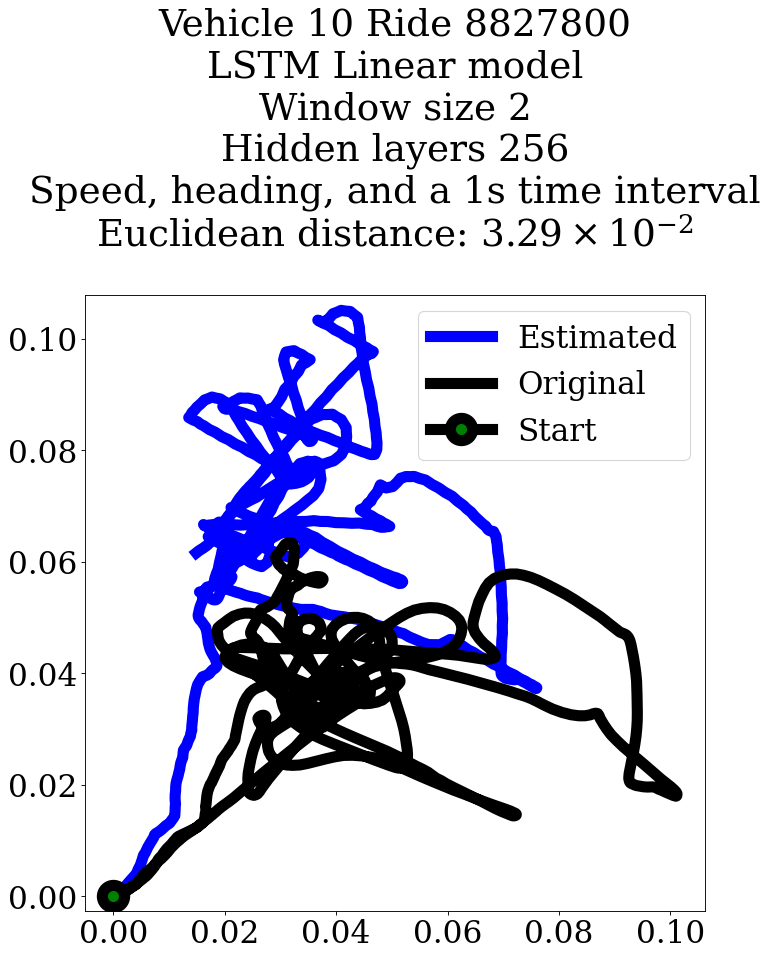 Vehicle 10 Ride 8827800
LSTM Linear model
Window size 2
Hidden layers 256
Speed, heading, and a 1s time interval
Euclidean distance: 3.29 × 10⁻²
Estimated
Original
Start
0.10
0.08
0.06
0.04
0.02
0.00
0.00 0.02 0.04 0.06 0.08 0.10